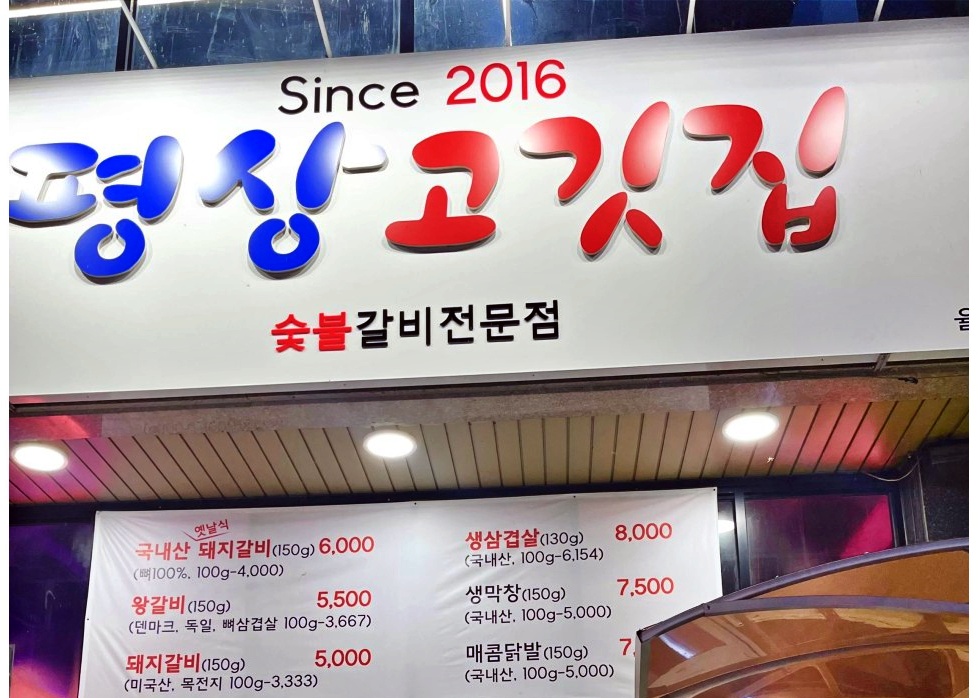 Since 2016
평상고깃집
숯불갈비전문점
옛날식
국내산 돼지갈비(150g) 6,000
(뼈100%, 100g-4,000)
왕갈비(150g) 5,500
(덴마크, 독일, 뼈삼겹살 100g-3,667)
돼지갈비(150g) 5,000
(미국산, 목전지 100g-3,333)
생삼겹살(130g) 8,000
(국내산, 100g-6,154)
생막창(150g) 7,500
(국내산, 100g-5,000)
매콤닭발(150g)
(국내산, 100g-5,000)